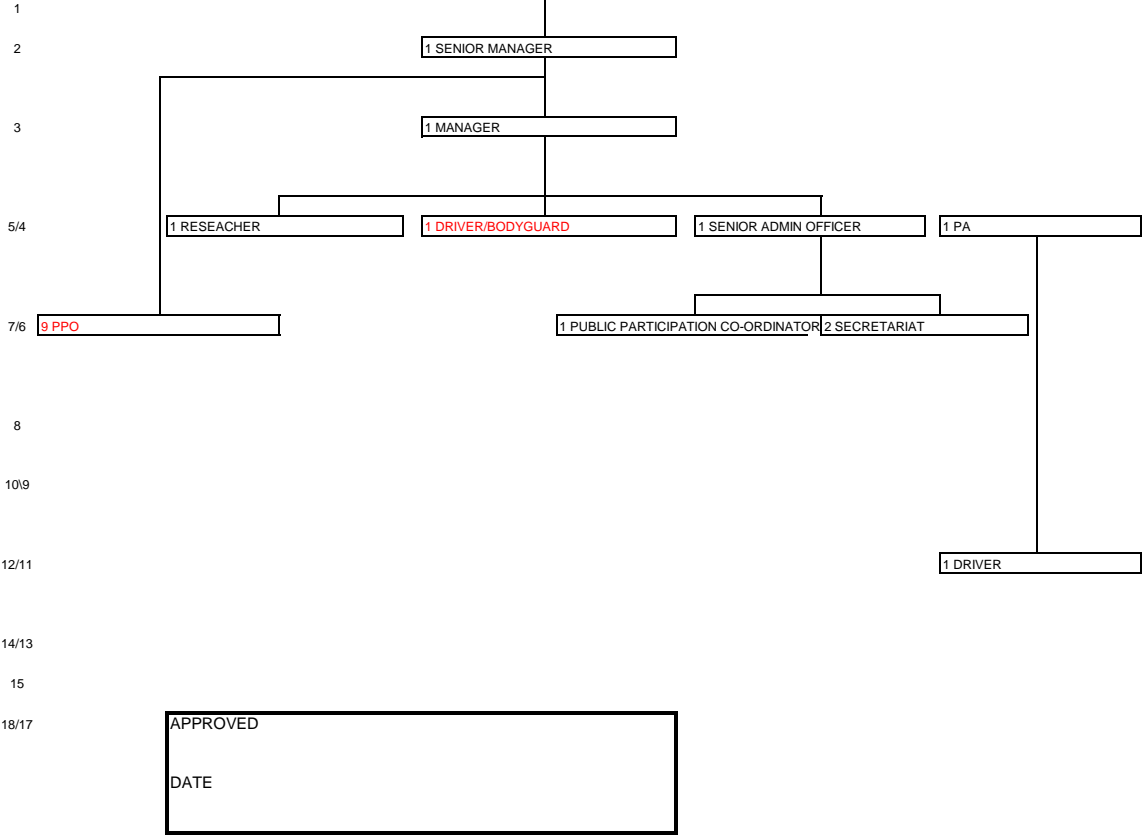 1
2 1 SENIOR MANAGER
3 1 MANAGER
5/4 1 RESEACHER 1 DRIVER/BODYGUARD 1 SENIOR ADMIN OFFICER 1 PA
7/6 9 PPO 1 PUBLIC PARTICIPATION CO-ORDINATOR 2 SECRETARIAT
8
10\9
12/11 1 DRIVER
14/13
15
18/17 APPROVED
DATE